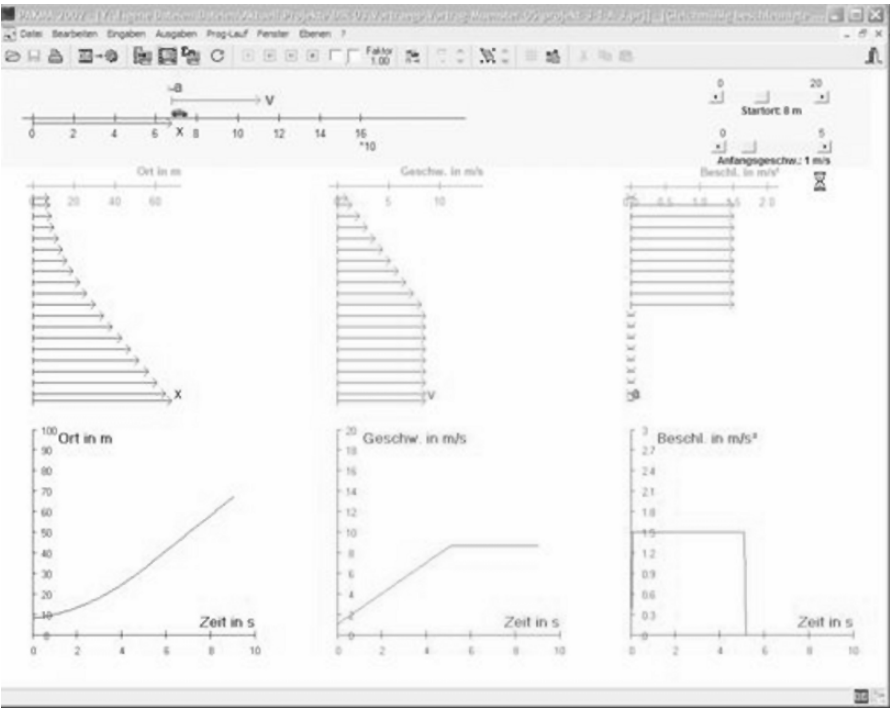 Datei Bearbeiten Eingaben Ausgaben Prog-Lauf Fenster Ebenen ?
Faktor
1.00
a
v
0 2 4 6 x 8 10 12 14 16
*10
0 20
Startort: 8 m
0 5
Anfangsgeschw.: 1 m/s
Ort in m
20 40 60
x
Geschw. in m/s
5 10
v
Beschl. in m/s²
0.5 1.0 1.5 2.0
a
Ort in m
100
90
80
70
60
50
40
30
20
10
0
Zeit in s
0 2 4 6 8 10
Geschw. in m/s
20
18
16
14
12
10
8
6
4
2
0
Zeit in s
0 2 4 6 8 10
Beschl. in m/s²
3
2.7
2.4
2.1
1.8
1.5
1.2
0.9
0.6
0.3
0
Zeit in s
0 2 4 6 8 10